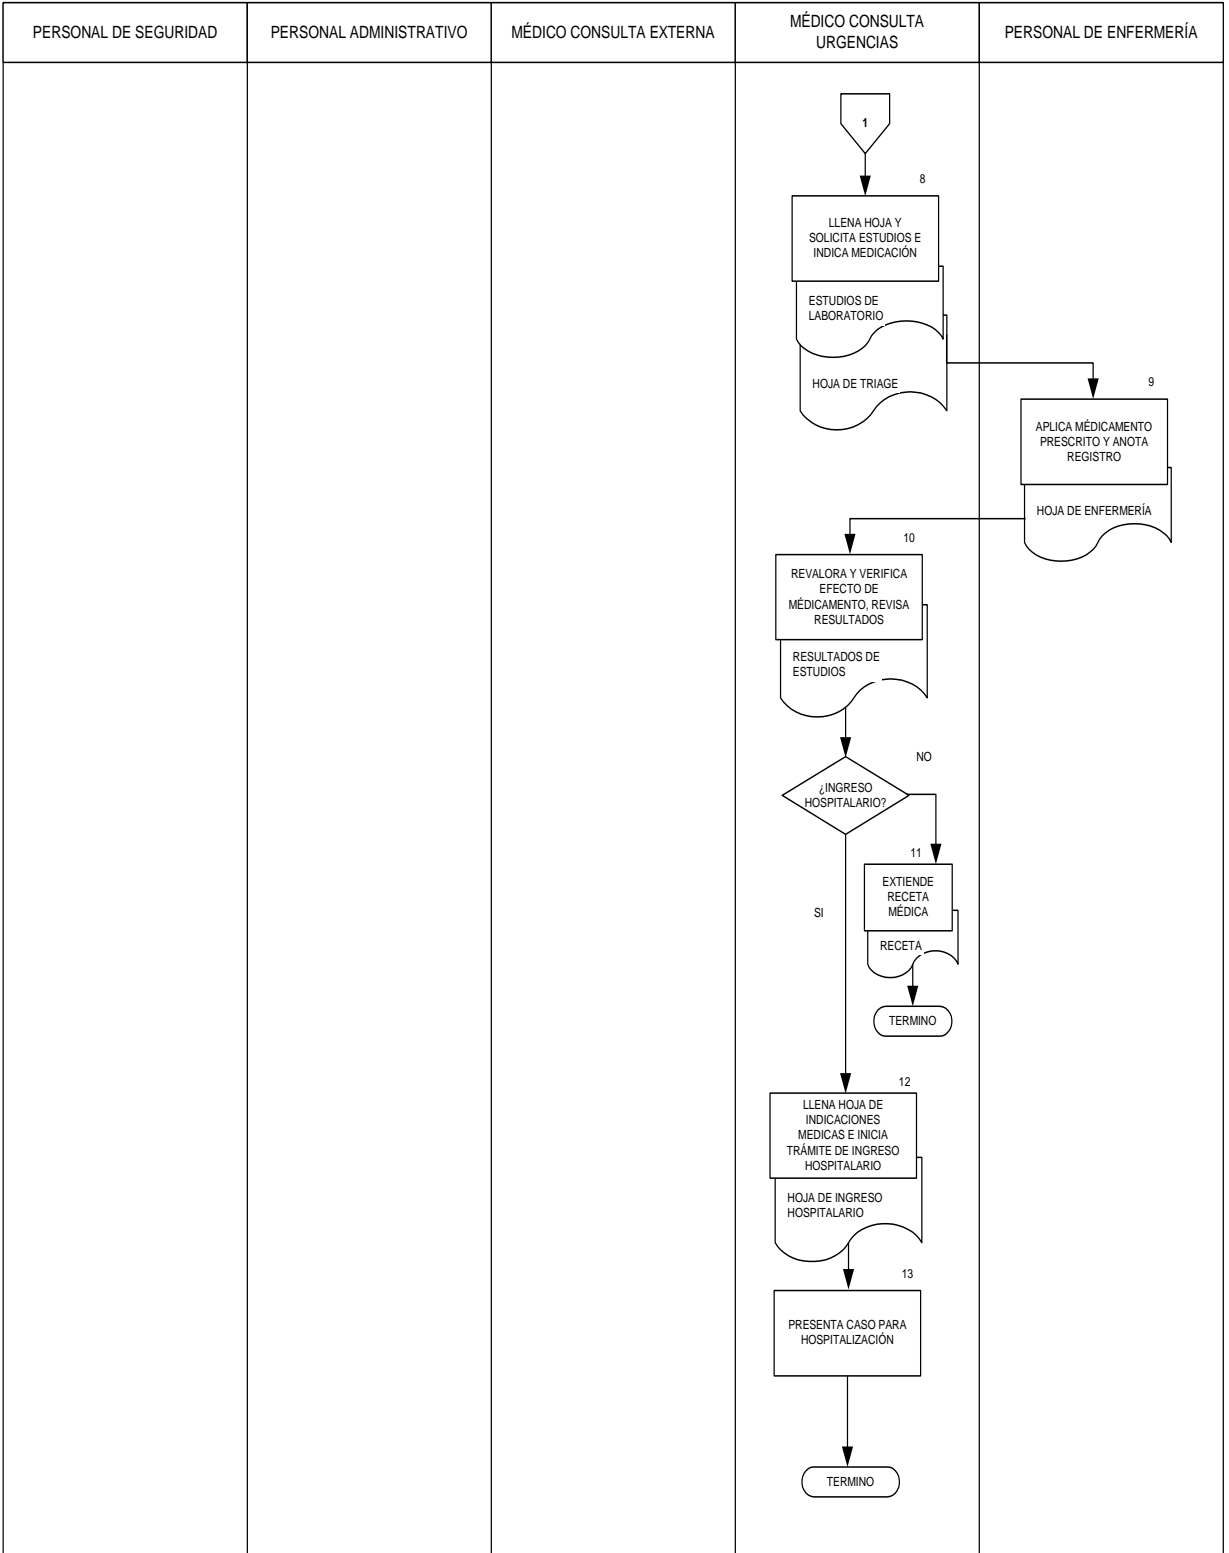 PERSONAL DE SEGURIDAD
PERSONAL ADMINISTRATIVO
MÉDICO CONSULTA EXTERNA
MÉDICO CONSULTA
URGENCIAS
PERSONAL DE ENFERMERÍA
1
8
LLENA HOJA Y
SOLICITA ESTUDIOS E
INDICA MEDICACIÓN
ESTUDIOS DE
LABORATORIO
HOJA DE TRIAGE
9
APLICA MÉDICAMENTO
PRESCRITO Y ANOTA
REGISTRO
HOJA DE ENFERMERÍA
10
REVALORA Y VERIFICA
EFECTO DE
MÉDICAMENTO, REVISA
RESULTADOS
RESULTADOS DE
ESTUDIOS
NO
¿INGRESO
HOSPITALARIO?
11
EXTIENDE
RECETA
MÉDICA
SI
RECETA
TERMINO
12
LLENA HOJA DE
INDICACIONES
MEDICAS E INICIA
TRÁMITE DE INGRESO
HOSPITALARIO
HOJA DE INGRESO
HOSPITALARIO
13
PRESENTA CASO PARA
HOSPITALIZACIÓN
TERMINO